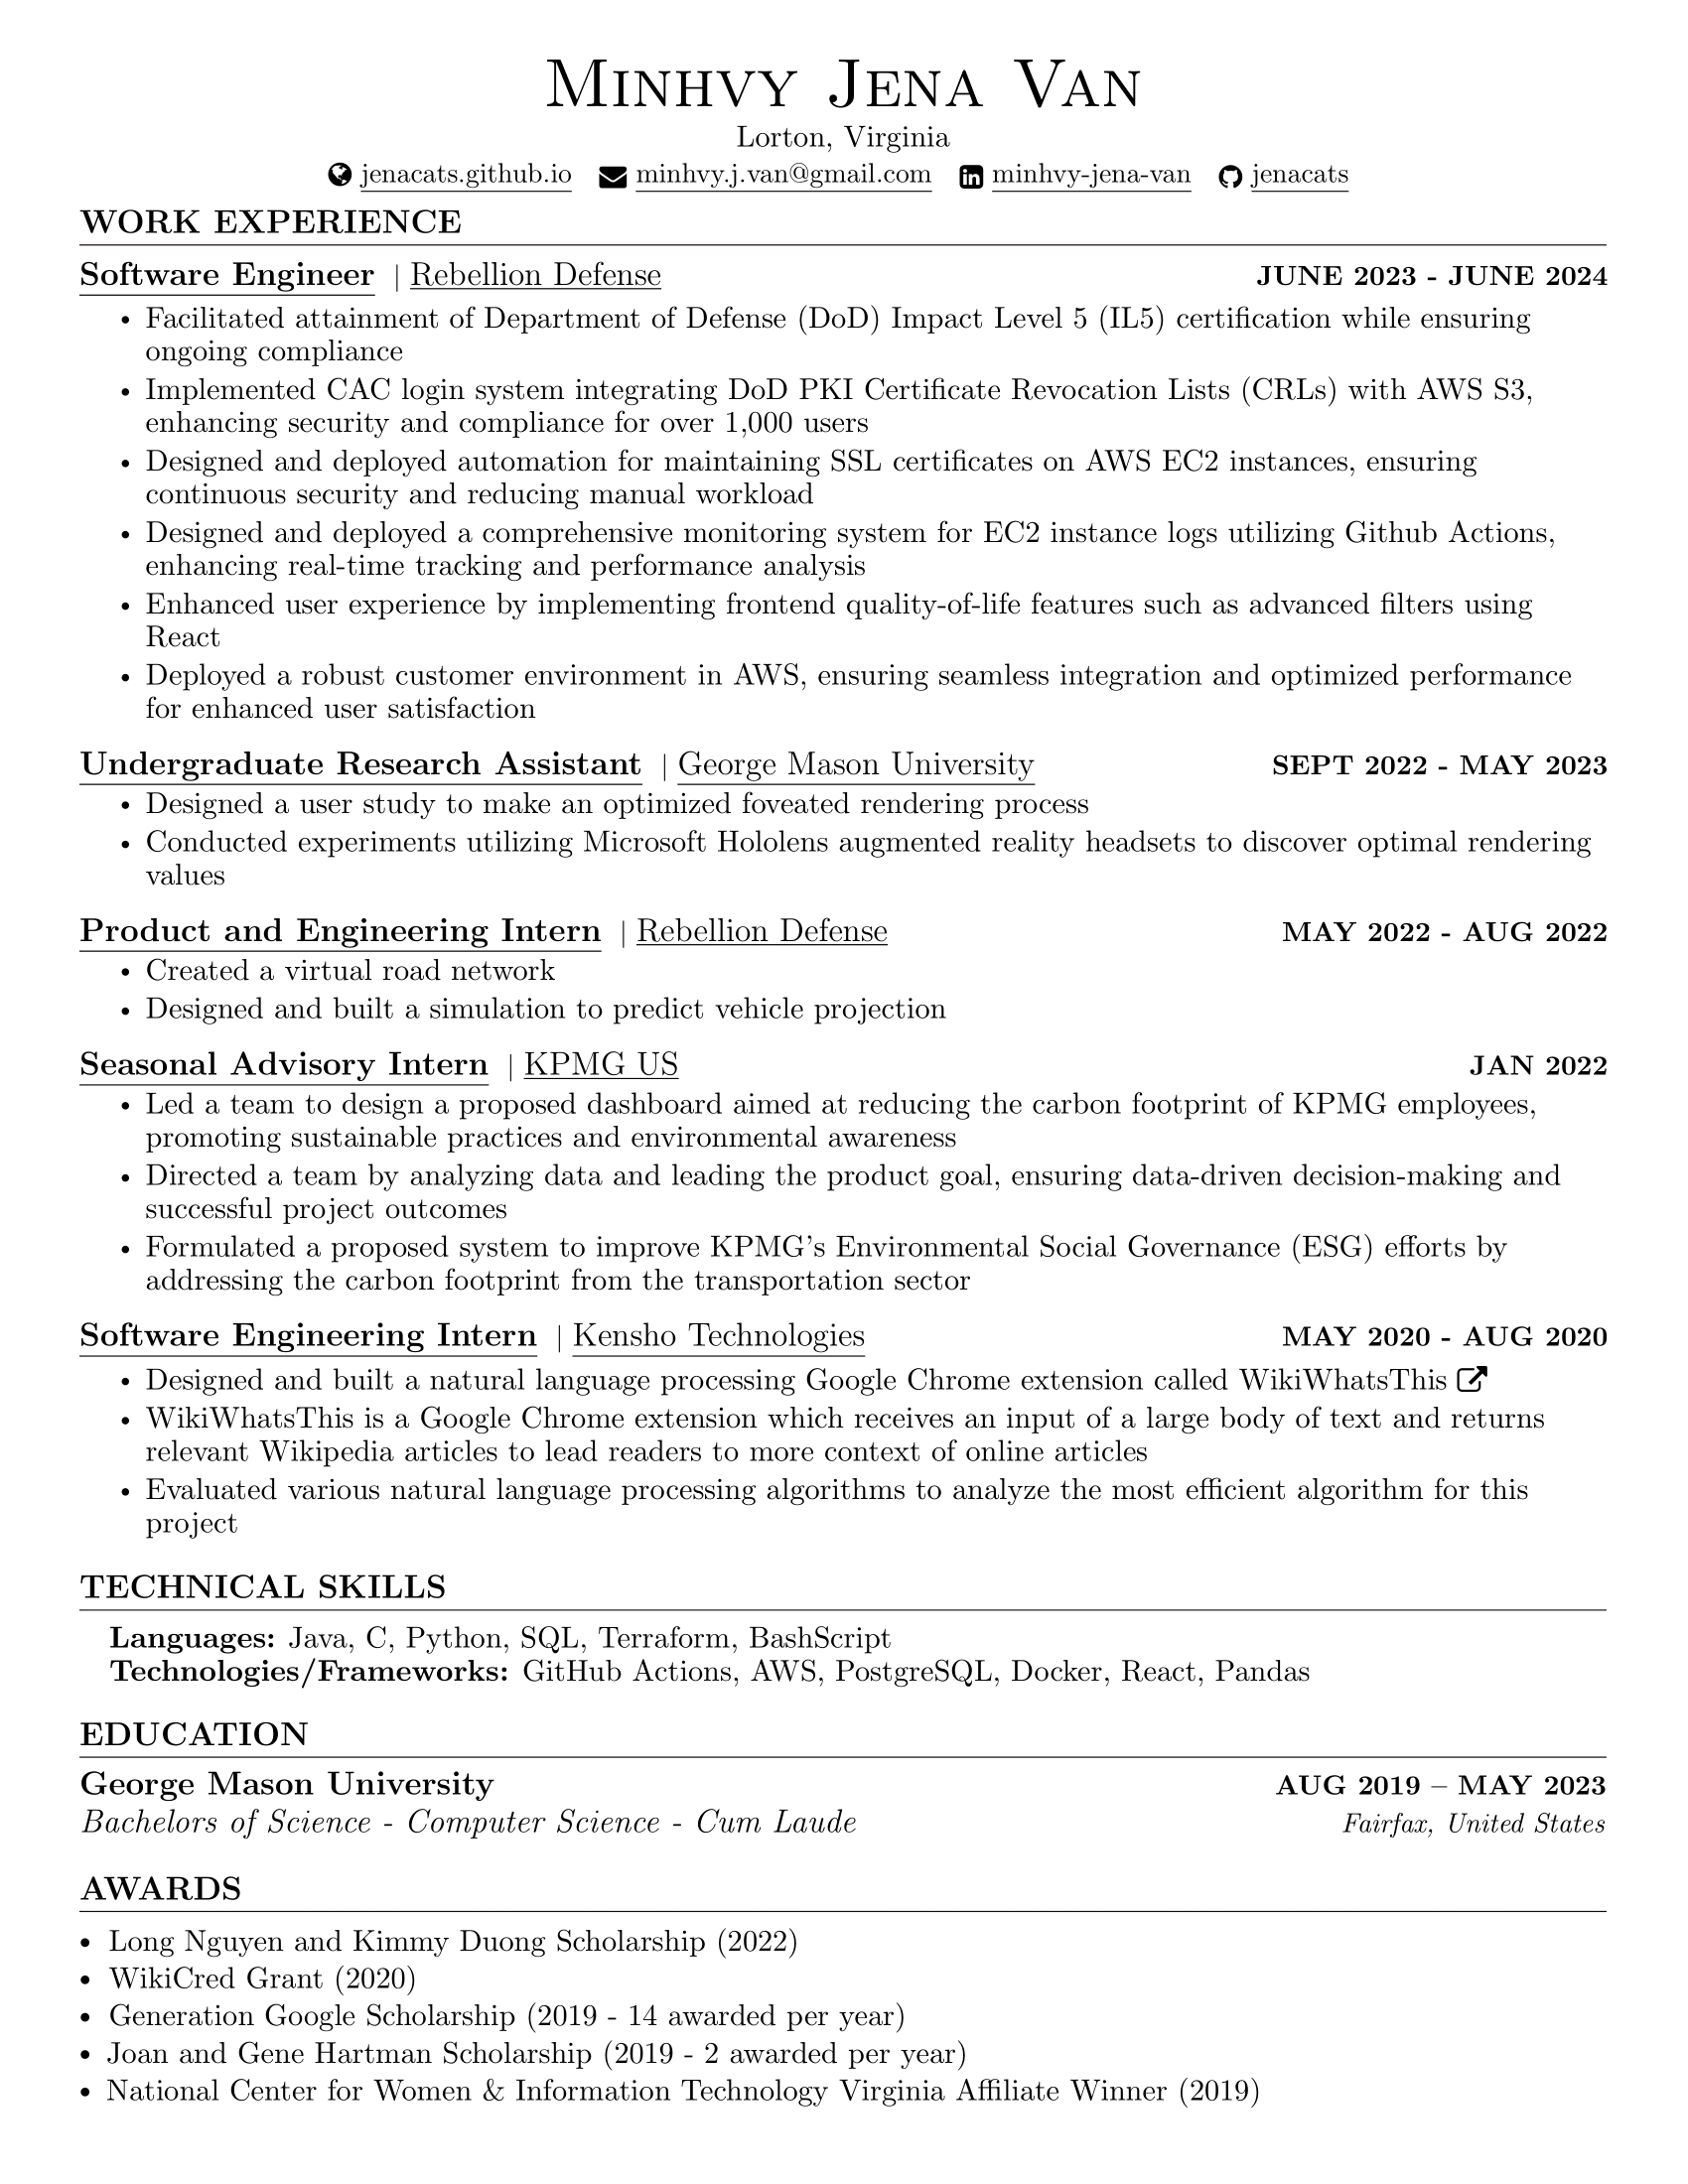 Minhvy Jena Van
Lorton, Virginia
jenacats.github.io minhvy.j.van@gmail.com minhvy-jena-van jenacats
WORK EXPERIENCE
Software Engineer | Rebellion Defense JUNE 2023 - JUNE 2024
• Facilitated attainment of Department of Defense (DoD) Impact Level 5 (IL5) certification while ensuring
ongoing compliance
• Implemented CAC login system integrating DoD PKI Certificate Revocation Lists (CRLs) with AWS S3,
enhancing security and compliance for over 1,000 users
• Designed and deployed automation for maintaining SSL certificates on AWS EC2 instances, ensuring
continuous security and reducing manual workload
• Designed and deployed a comprehensive monitoring system for EC2 instance logs utilizing Github Actions,
enhancing real-time tracking and performance analysis
• Enhanced user experience by implementing frontend quality-of-life features such as advanced filters using
React
• Deployed a robust customer environment in AWS, ensuring seamless integration and optimized performance
for enhanced user satisfaction
Undergraduate Research Assistant | George Mason University SEPT 2022 - MAY 2023
• Designed a user study to make an optimized foveated rendering process
• Conducted experiments utilizing Microsoft Hololens augmented reality headsets to discover optimal rendering
values
Product and Engineering Intern | Rebellion Defense MAY 2022 - AUG 2022
• Created a virtual road network
• Designed and built a simulation to predict vehicle projection
Seasonal Advisory Intern | KPMG US JAN 2022
• Led a team to design a proposed dashboard aimed at reducing the carbon footprint of KPMG employees,
promoting sustainable practices and environmental awareness
• Directed a team by analyzing data and leading the product goal, ensuring data-driven decision-making and
successful project outcomes
• Formulated a proposed system to improve KPMG's Environmental Social Governance (ESG) efforts by
addressing the carbon footprint from the transportation sector
Software Engineering Intern | Kensho Technologies MAY 2020 - AUG 2020
• Designed and built a natural language processing Google Chrome extension called WikiWhatsThis
• WikiWhatsThis is a Google Chrome extension which receives an input of a large body of text and returns
relevant Wikipedia articles to lead readers to more context of online articles
• Evaluated various natural language processing algorithms to analyze the most efficient algorithm for this
project
TECHNICAL SKILLS
Languages: Java, C, Python, SQL, Terraform, BashScript
Technologies/Frameworks: GitHub Actions, AWS, PostgreSQL, Docker, React, Pandas
EDUCATION
George Mason University AUG 2019 – MAY 2023
Bachelors of Science - Computer Science - Cum Laude Fairfax, United States
AWARDS
• Long Nguyen and Kimmy Duong Scholarship (2022)
• WikiCred Grant (2020)
• Generation Google Scholarship (2019 - 14 awarded per year)
• Joan and Gene Hartman Scholarship (2019 - 2 awarded per year)
• National Center for Women & Information Technology Virginia Affiliate Winner (2019)